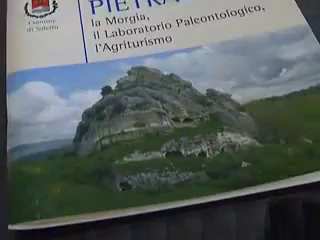 Comune
di Salcito
PIETRA
la Morgia,
il Laboratorio Paleontologico,
l'Agriturismo